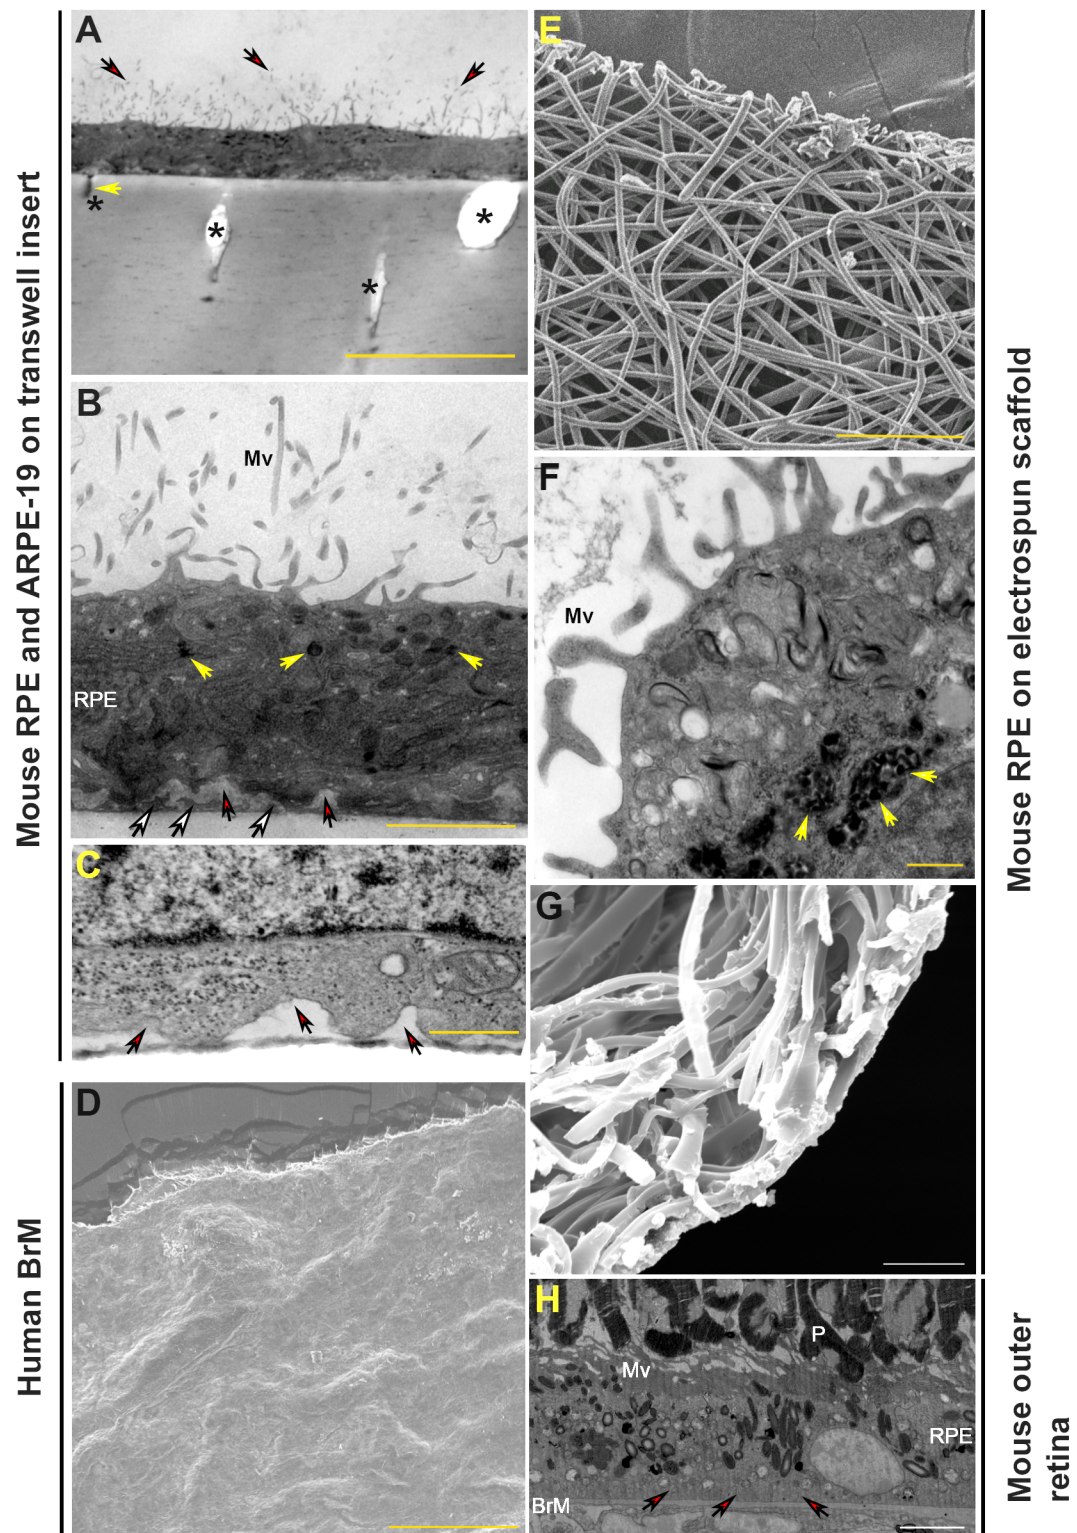 Mouse RPE and ARPE-19 on transwell insert
A
*
*
*
*
B
Mv
RPE
C
Human BrM
D
E
Mouse RPE on electrospun scaffold
F
Mv
G
H
P
Mv
RPE
BrM
Mouse outer
retina